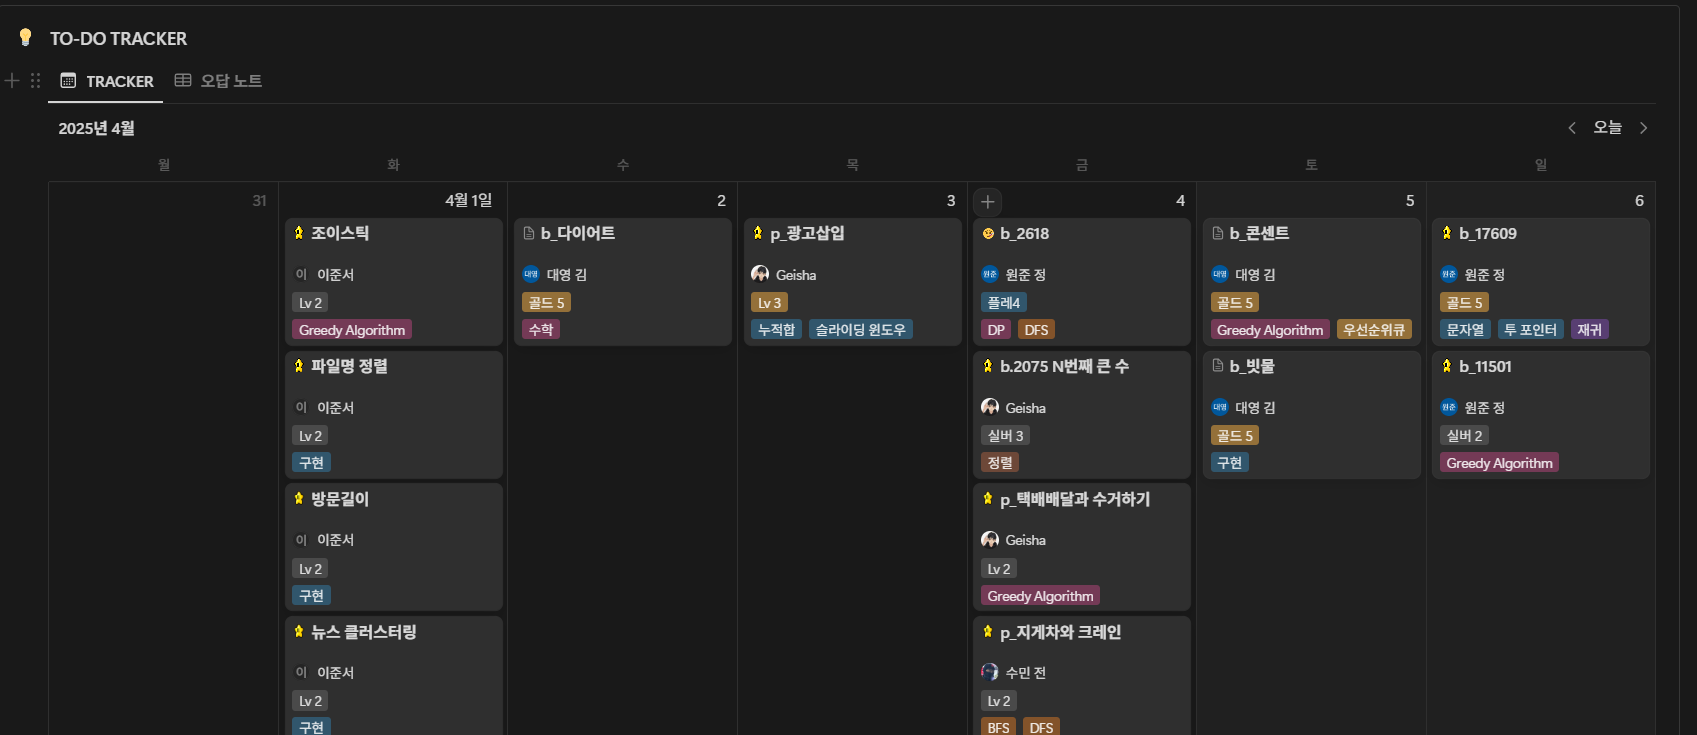 TO-DO TRACKER
TRACKER 오답 노트
2025년 4월 오늘
월 화 수 목 금 토 일
31
4월 1일
조이스틱
이 이준서
Lv 2
Greedy Algorithm
파일명 정렬
이 이준서
Lv 2
구현
방문길이
이 이준서
Lv 2
구현
뉴스 클러스터링
이 이준서
Lv 2
구현
2
b_다이어트
대영 대영 김
골드 5
수학
3
p_광고삽입
Geisha
Lv 3
누적합 슬라이딩 윈도우
4
b_2618
원준 원준 정
플레4
DP DFS
b.2075 N번째 큰 수
Geisha
실버 3
정렬
p_택배배달과 수거하기
Geisha
Lv 2
Greedy Algorithm
p_지게차와 크레인
수민 전
Lv 2
BFS DFS
5
b_콘센트
대영 대영 김
골드 5
Greedy Algorithm 우선순위큐
b_빗물
대영 대영 김
골드 5
구현
6
b_17609
원준 원준 정
골드 5
문자열 투 포인터 재귀
b_11501
원준 원준 정
실버 2
Greedy Algorithm